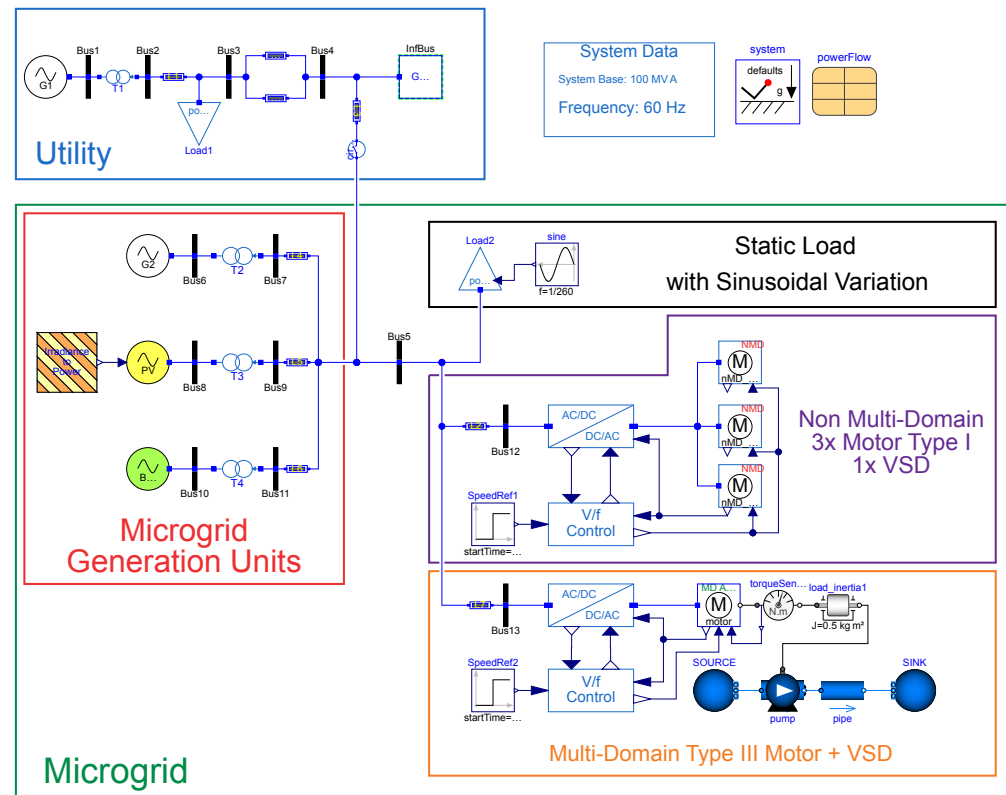 Bus1
Bus2
Bus3
Bus4
InfBus
G1
T1
G...
po...
Load1
Utility
System Data
System Base: 100 MV A
Frequency: 60 Hz
system
defaults
g
powerFlow
G2
Bus6
T2
Bus7
Irradiance
to
Power
PV
Bus8
T3
Bus9
B...
Bus10
T4
Bus11
Microgrid
Generation Units
Bus5
Load2
po...
sine
f=1/260
Static Load
with Sinusoidal Variation
Bus12
AC/DC
DC/AC
SpeedRef1
startTime=...
V/f
Control
NMD
M
nMD_...
NMD
M
nMD_...
NMD
M
nMD_...
Non Multi-Domain
3x Motor Type I
1x VSD
Bus13
AC/DC
DC/AC
SpeedRef2
startTime=...
V/f
Control
MD A...
M
motor
torqueSen...
N.m
load_inertia1
J=0.5 kg m²
SOURCE
pump
pipe
SINK
Multi-Domain Type III Motor + VSD
Microgrid